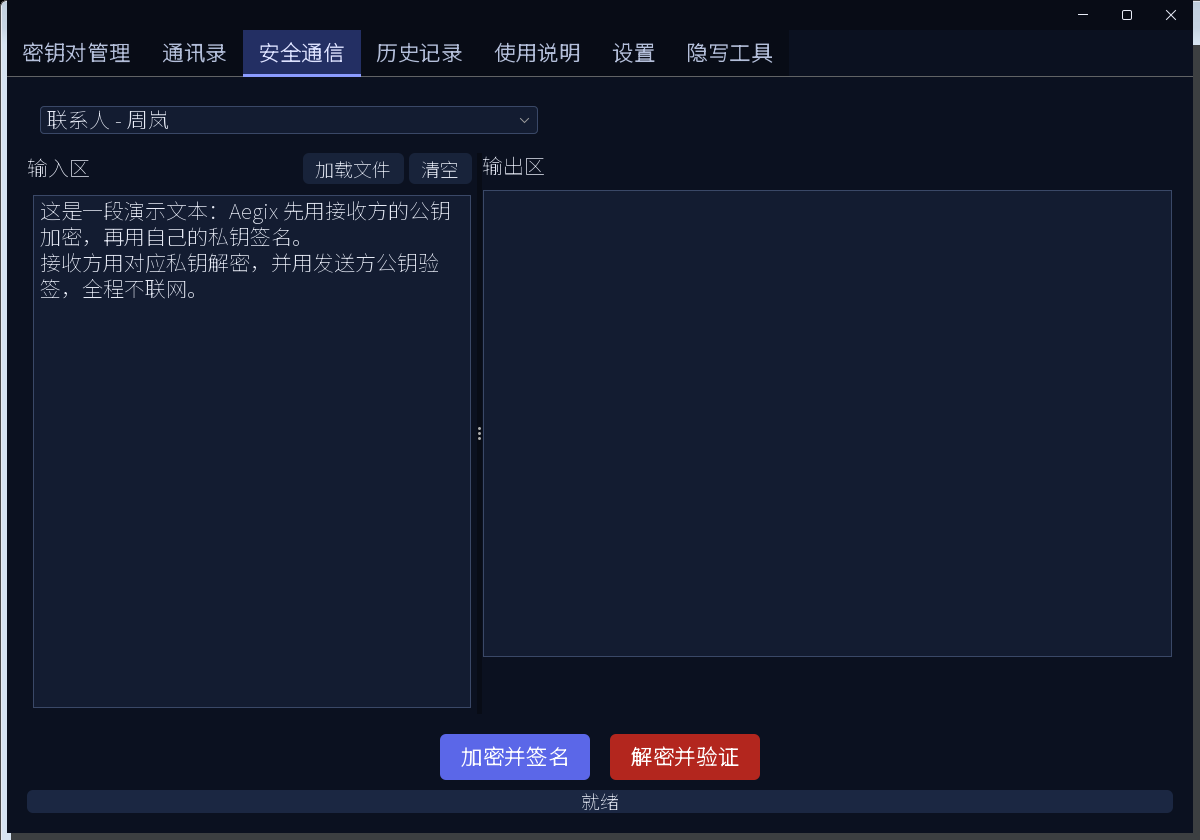 密钥对管理 通讯录 安全通信 历史记录 使用说明 设置 隐写工具
联系人 - 周岚
输入区 加载文件 清空 输出区
这是一段演示文本：Aegix 先用接收方的公钥
加密，再用自己的私钥签名。
接收方用对应私钥解密，并用发送方公钥验
签，全程不联网。
加密并签名 解密并验证
就绪